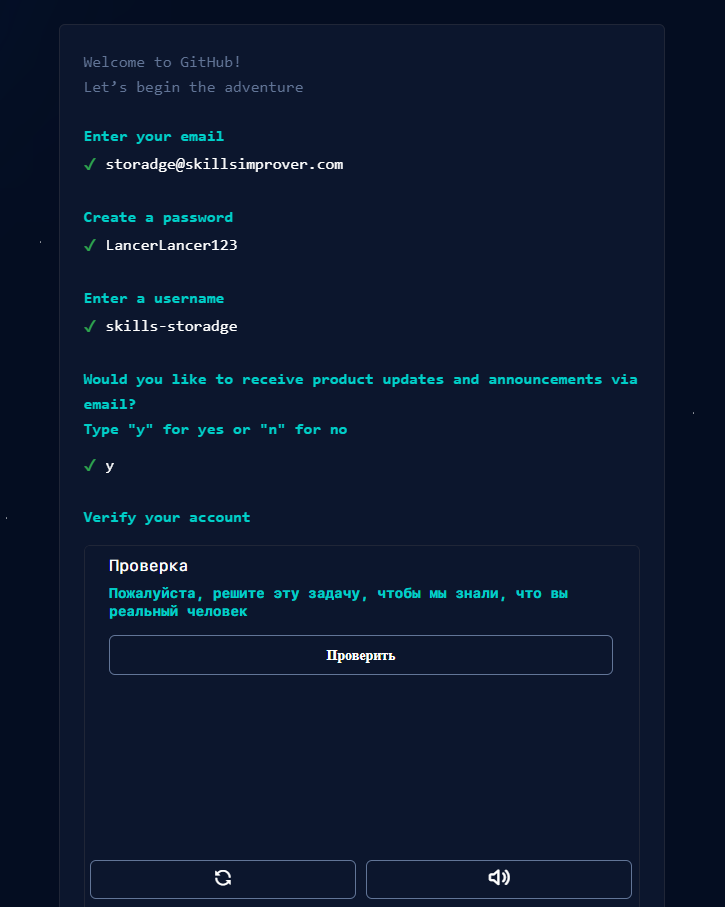 Welcome to GitHub!
Let’s begin the adventure
Enter your email
✓ storadge@skillsimprover.com
Create a password
✓ LancerLancer123
Enter a username
✓ skills-storadge
Would you like to receive product updates and announcements via
email?
Type "y" for yes or "n" for no
✓ y
Verify your account
Проверка
Пожалуйста, решите эту задачу, чтобы мы знали, что вы
реальный человек
Проверить